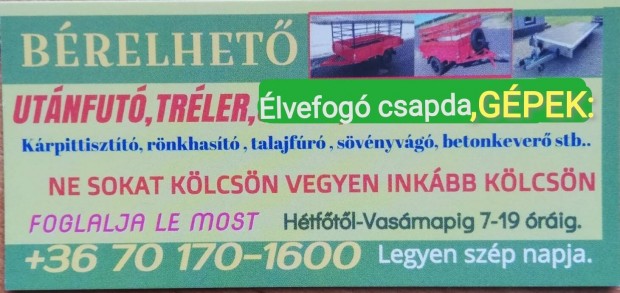 BÉRELHETŐ
UTÁNFUTÓ,TRÉLER,Élvefogó csapda,GÉPEK:
Kárpittisztító, rönkhasító , talajfúró , sövényvágó, betonkeverő stb..
NE SOKAT KÖLCSÖN VEGYEN INKÁBB KÖLCSÖN
FOGLALJA LE MOST Hétfőtől-Vasárnapig 7-19 óráig.
+36 70 170-1600 Legyen szép napja.